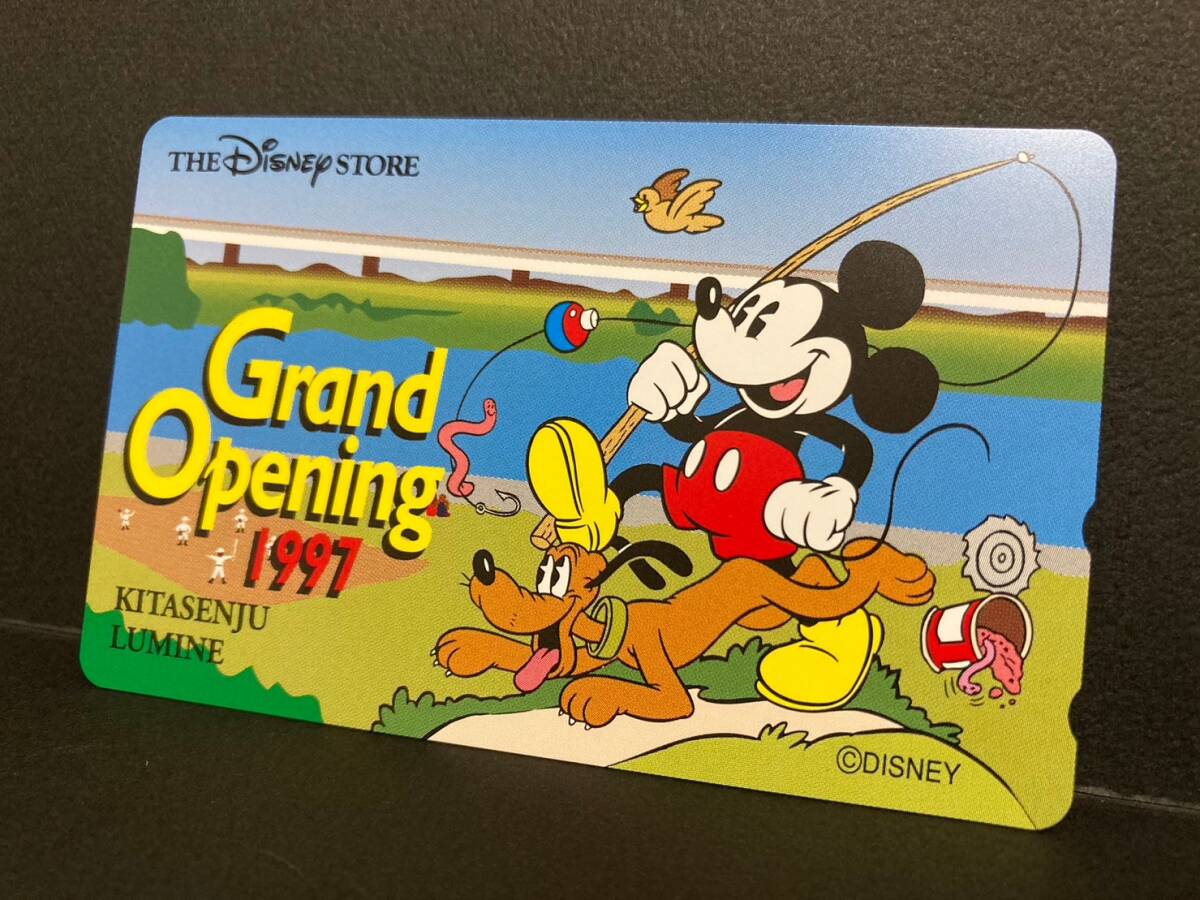 THE Disney STORE
Grand
Opening
1997
KITASENJU
LUMINE
©DISNEY